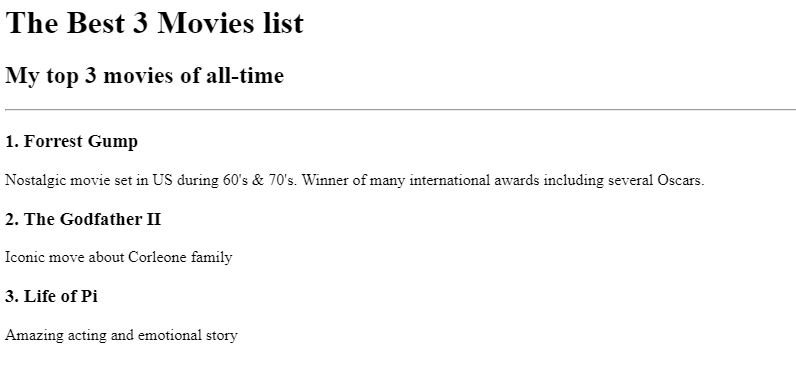 The Best 3 Movies list
My top 3 movies of all-time
1. Forrest Gump
Nostalgic movie set in US during 60's & 70's. Winner of many international awards including several Oscars.
2. The Godfather II
Iconic move about Corleone family
3. Life of Pi
Amazing acting and emotional story